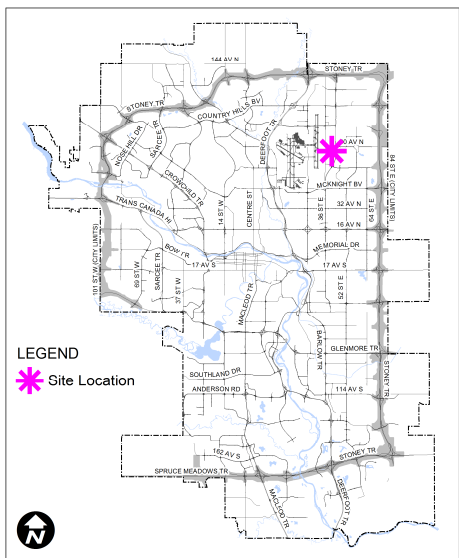 144 AV N
STONEY TR
STONEY TR
COUNTRY HILLS BV
DEERFOOT TR
SARCEE TR
NOSE HILL DR
AV N
CROWCHILD TR
MCKNIGHT BV
84 ST E (CITY LIMITS)
TRANS CANADA HI
14 ST W
CENTRE ST
36 ST E
32 AV N
64 ST E
16 AV N
101 ST W (CITY LIMITS)
BOW TR
MEMORIAL DR
17 AV S
17 AV S
69 ST W
SARCEE TR
37 ST W
52 ST E
MACLEOD TR
BARLOW TR
LEGEND
GLENMORE TR
Site Location
SOUTHLAND DR
STONEY TR
ANDERSON RD
114 AV S
162 AV S
STONEY TR
SPRUCE MEADOWS TR
MACLEOD TR
DEERFOOT TR
N